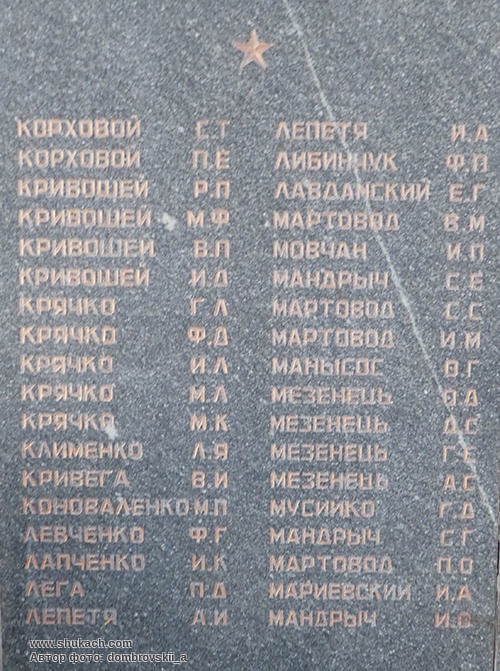 КОРХОВОЙ С.Т
КОРХОВОЙ П.Е
КРИВОШЕЙ Р.П
КРИВОШЕЙ М.Ф
КРИВОШЕЙ В.П
КРИВОШЕЙ И.Д
КРЯЧКО Г.Л
КРЯЧКО Ф.Д
КРЯЧКО И.Л
КРЯЧКО М.Л
КРЯЧКО М.К
КЛИМЕНКО Л.Я
КРИВЕГА В.И
КОНОВАЛЕНКО М.П
ЛЕВЧЕНКО Ф.Г
ЛАПЧЕНКО И.К
ЛЕГА П.Д
ЛЕПЕТЯ А.И
ЛЕПЕТЯ И.А
ЛИБИНЧУК Ф.П
ЛАВДАНСКИЙ Е.Г
МАРТОВОД В.М
МОВЧАН И.П
МАНДРЫЧ С.Е
МАРТОВОД С.С
МАРТОВОД И.М
МАНЫСОС В.Г
МЕЗЕНЕЦЬ
МЕЗЕНЕЦЬ Д.С
МЕЗЕНЕЦЬ Г.Е
МЕЗЕНЕЦЬ А.С
МУСИЙКО Г.Д
МАНДРЫЧ С.Г
МАРТОВОД П.О
МАРИЕВСКИЙ И.А
МАНДРЫЧ
www.shukach.com
Автор фото: dombrovskii_a